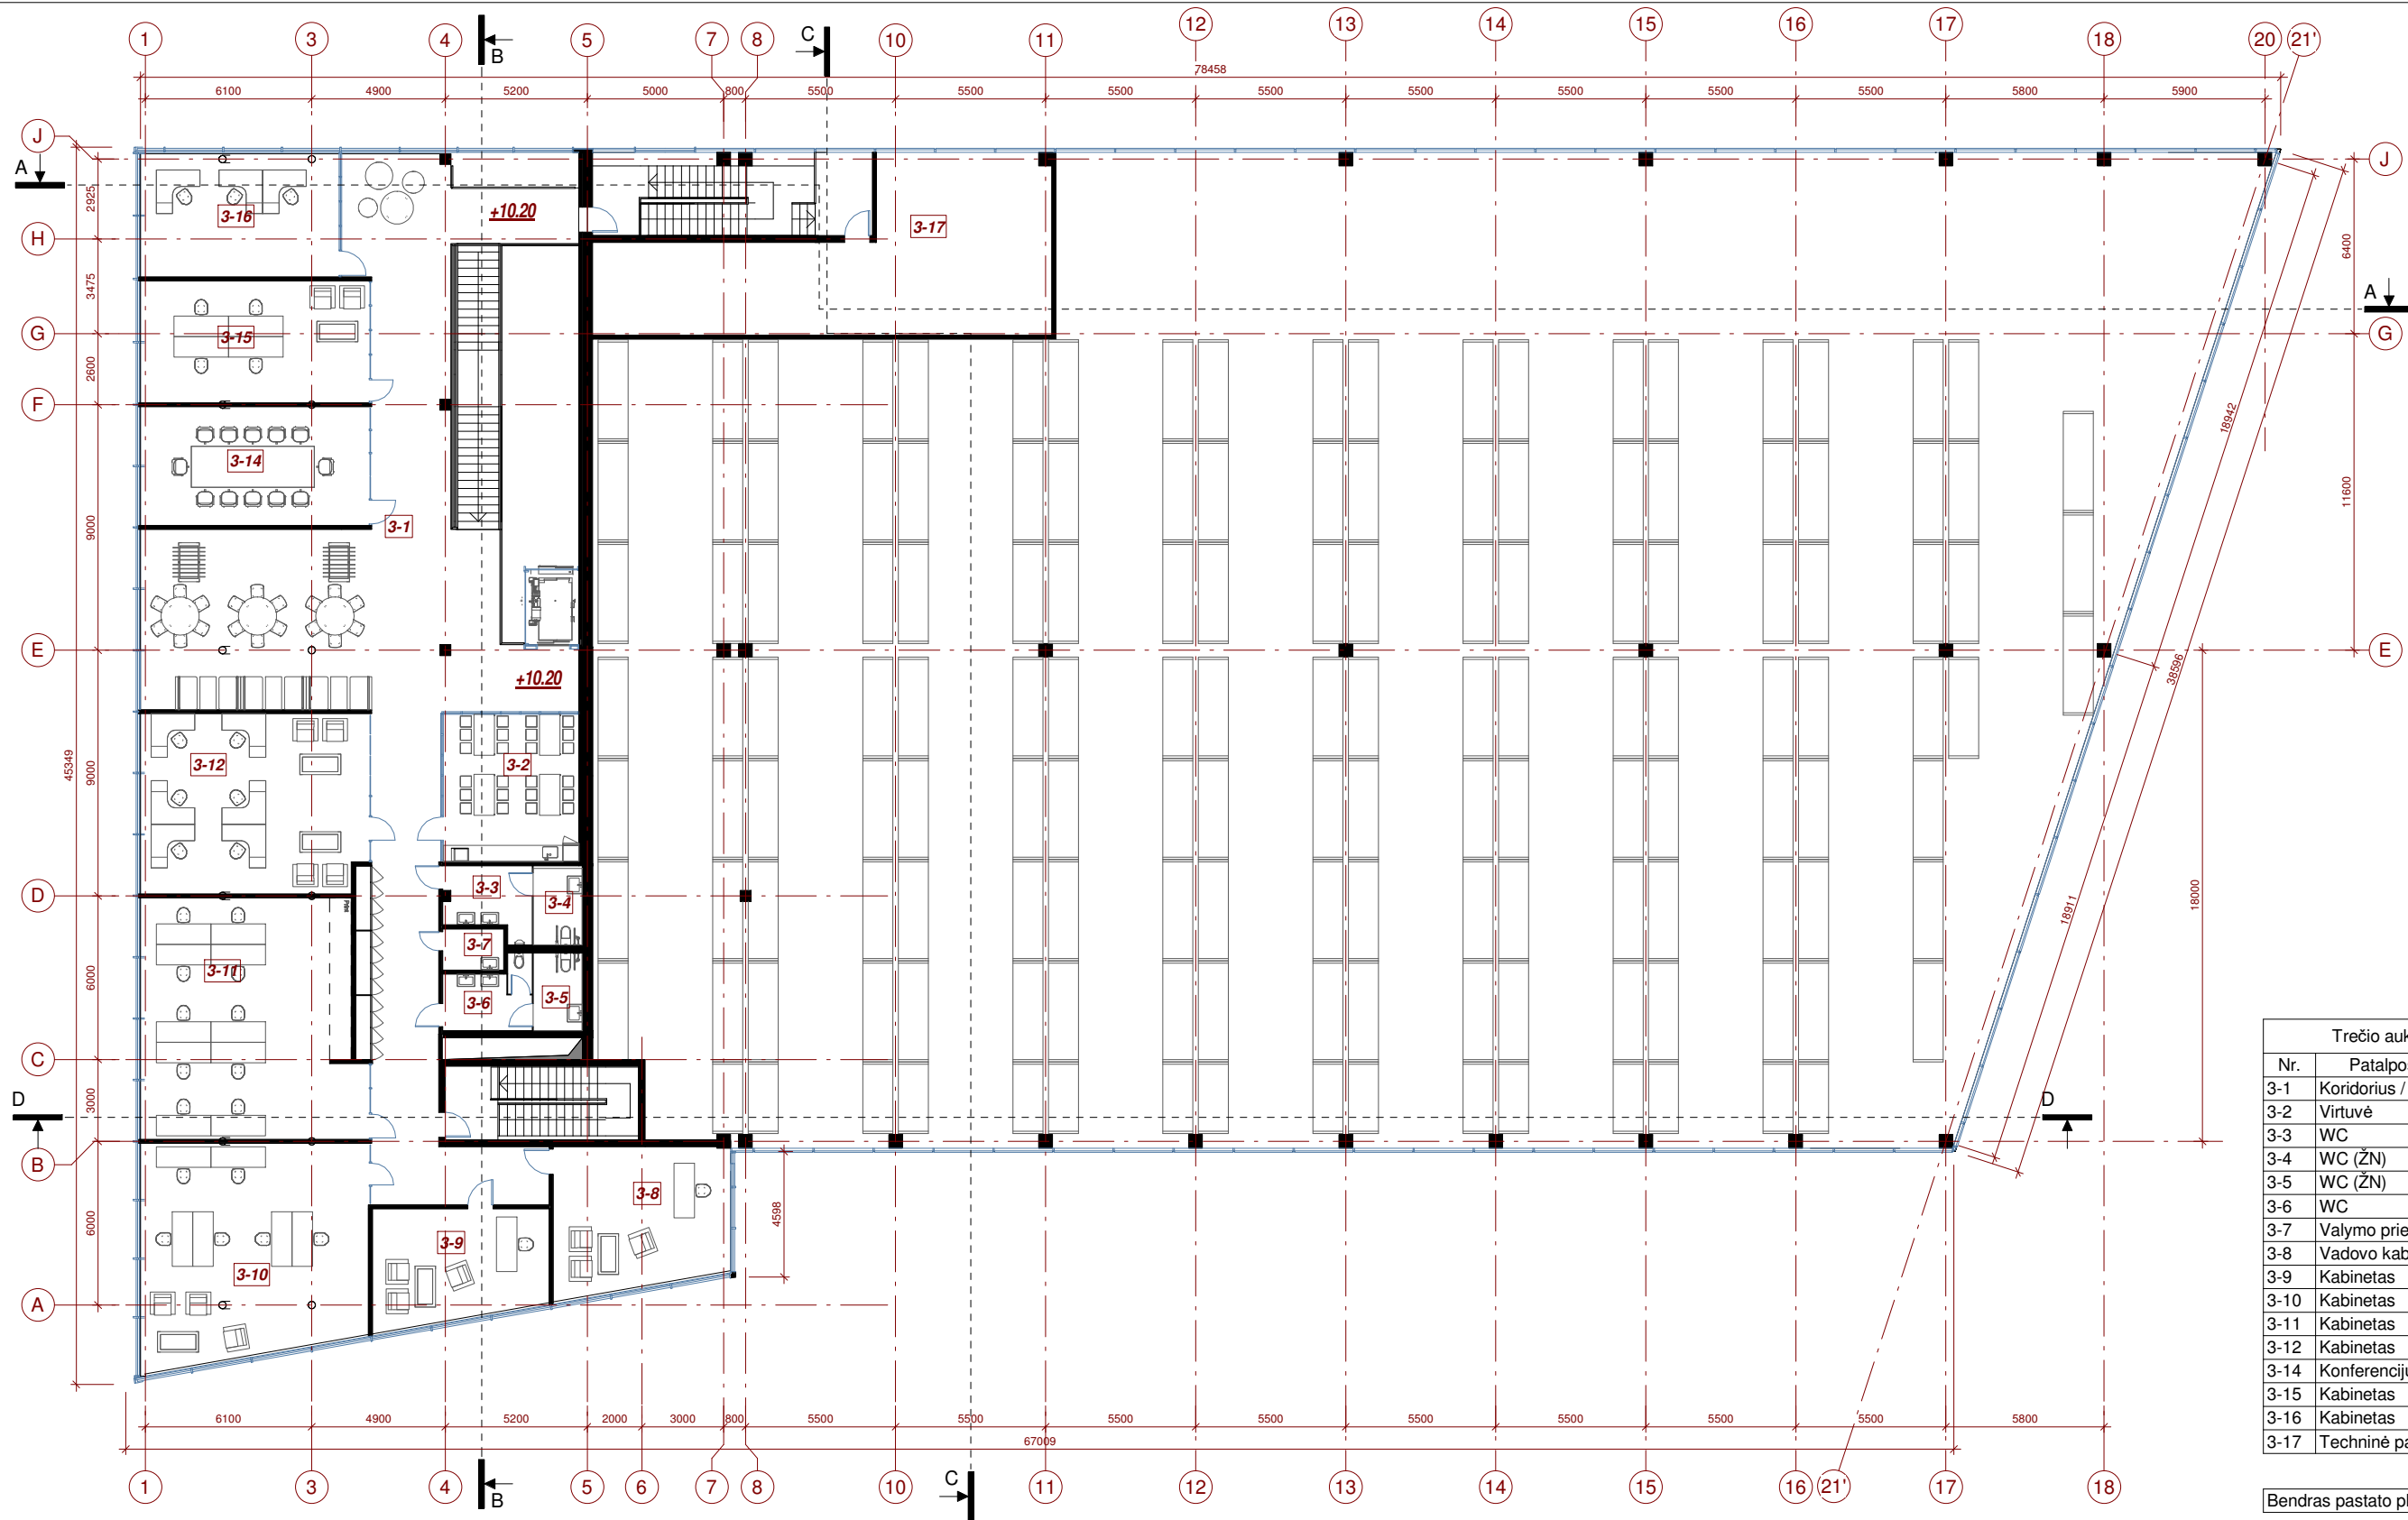 1 3 4 B 5 7 8 C 10 11 12 13 14 15 16 17 18 20 21'
78458
6100 4900 5200 5000 800 5500 5500 5500 5500 5500 5500 5500 5500 5800 5900
J J
A
2925
3-16 +10.20 3-17
H
6400
3475
A
G 3-15 G
2600
F
18942
3-14
11600
9000
3-1
E E
38596
+10.20
45349
9000
3-12 3-2
D 3-3 3-4
Print
18911
18000
3-7
3-11
6000
3-6 3-5
C
3000
D D
B
3-8
4598
6000
3-9
3-10
A
6100 4900 5200 2000 3000 800 5500 5500 5500 5500 5500 5500 5500 5500 5800
67009
1 3 4 B 5 6 7 8 C 10 11 12 13 14 15 16 21' 17 18
Trečio auk
Nr. Patalpo
3-1 Koridorius /
3-2 Virtuvė
3-3 WC
3-4 WC (ŽN)
3-5 WC (ŽN)
3-6 WC
3-7 Valymo prie
3-8 Vadovo kab
3-9 Kabinetas
3-10 Kabinetas
3-11 Kabinetas
3-12 Kabinetas
3-14 Konferencijų
3-15 Kabinetas
3-16 Kabinetas
3-17 Techninė pa
Bendras pastato pl